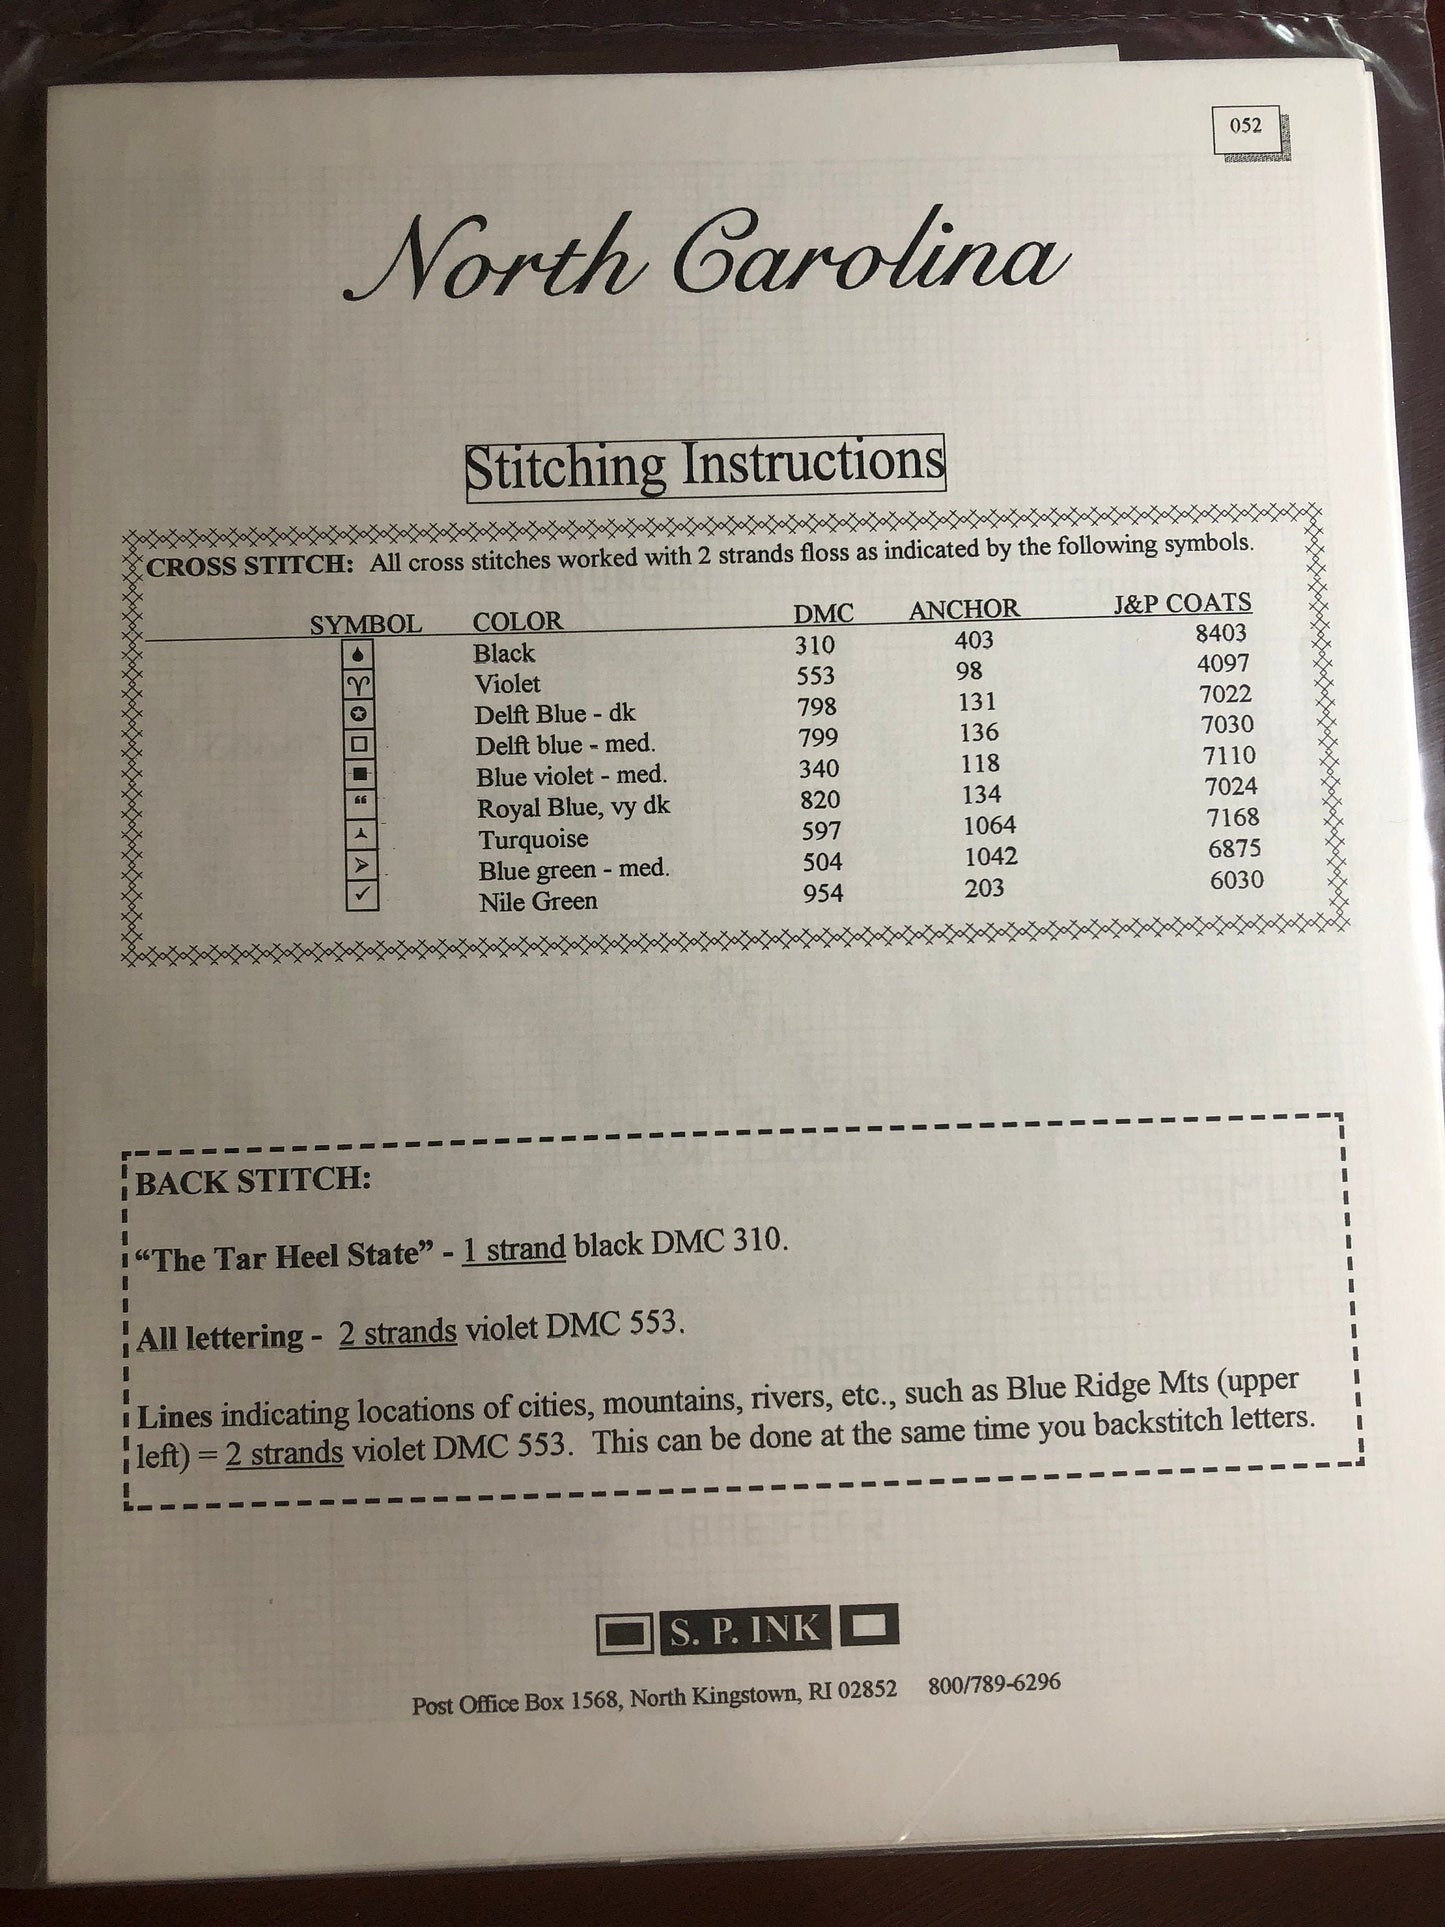 052
North Carolina
Stitching Instructions
CROSS STITCH: All cross stitches worked with 2 strands floss as indicated by the following symbols.
SYMBOL COLOR DMC ANCHOR J&P COATS
Black 310 403 8403
Violet 553 98 4097
Delft Blue - dk 798 131 7022
Delft blue - med. 799 136 7030
Blue violet - med. 340 118 7110
Royal Blue, vy dk 820 134 7024
Turquoise 597 1064 7168
Blue green - med. 504 1042 6875
Nile Green 954 203 6030
BACK STITCH:
“The Tar Heel State” - 1 strand black DMC 310.
All lettering - 2 strands violet DMC 553.
Lines indicating locations of cities, mountains, rivers, etc., such as Blue Ridge Mts (upper
left) = 2 strands violet DMC 553. This can be done at the same time you backstitch letters.
S. P. INK
Post Office Box 1568, North Kingstown, RI 02852 800/789-6296